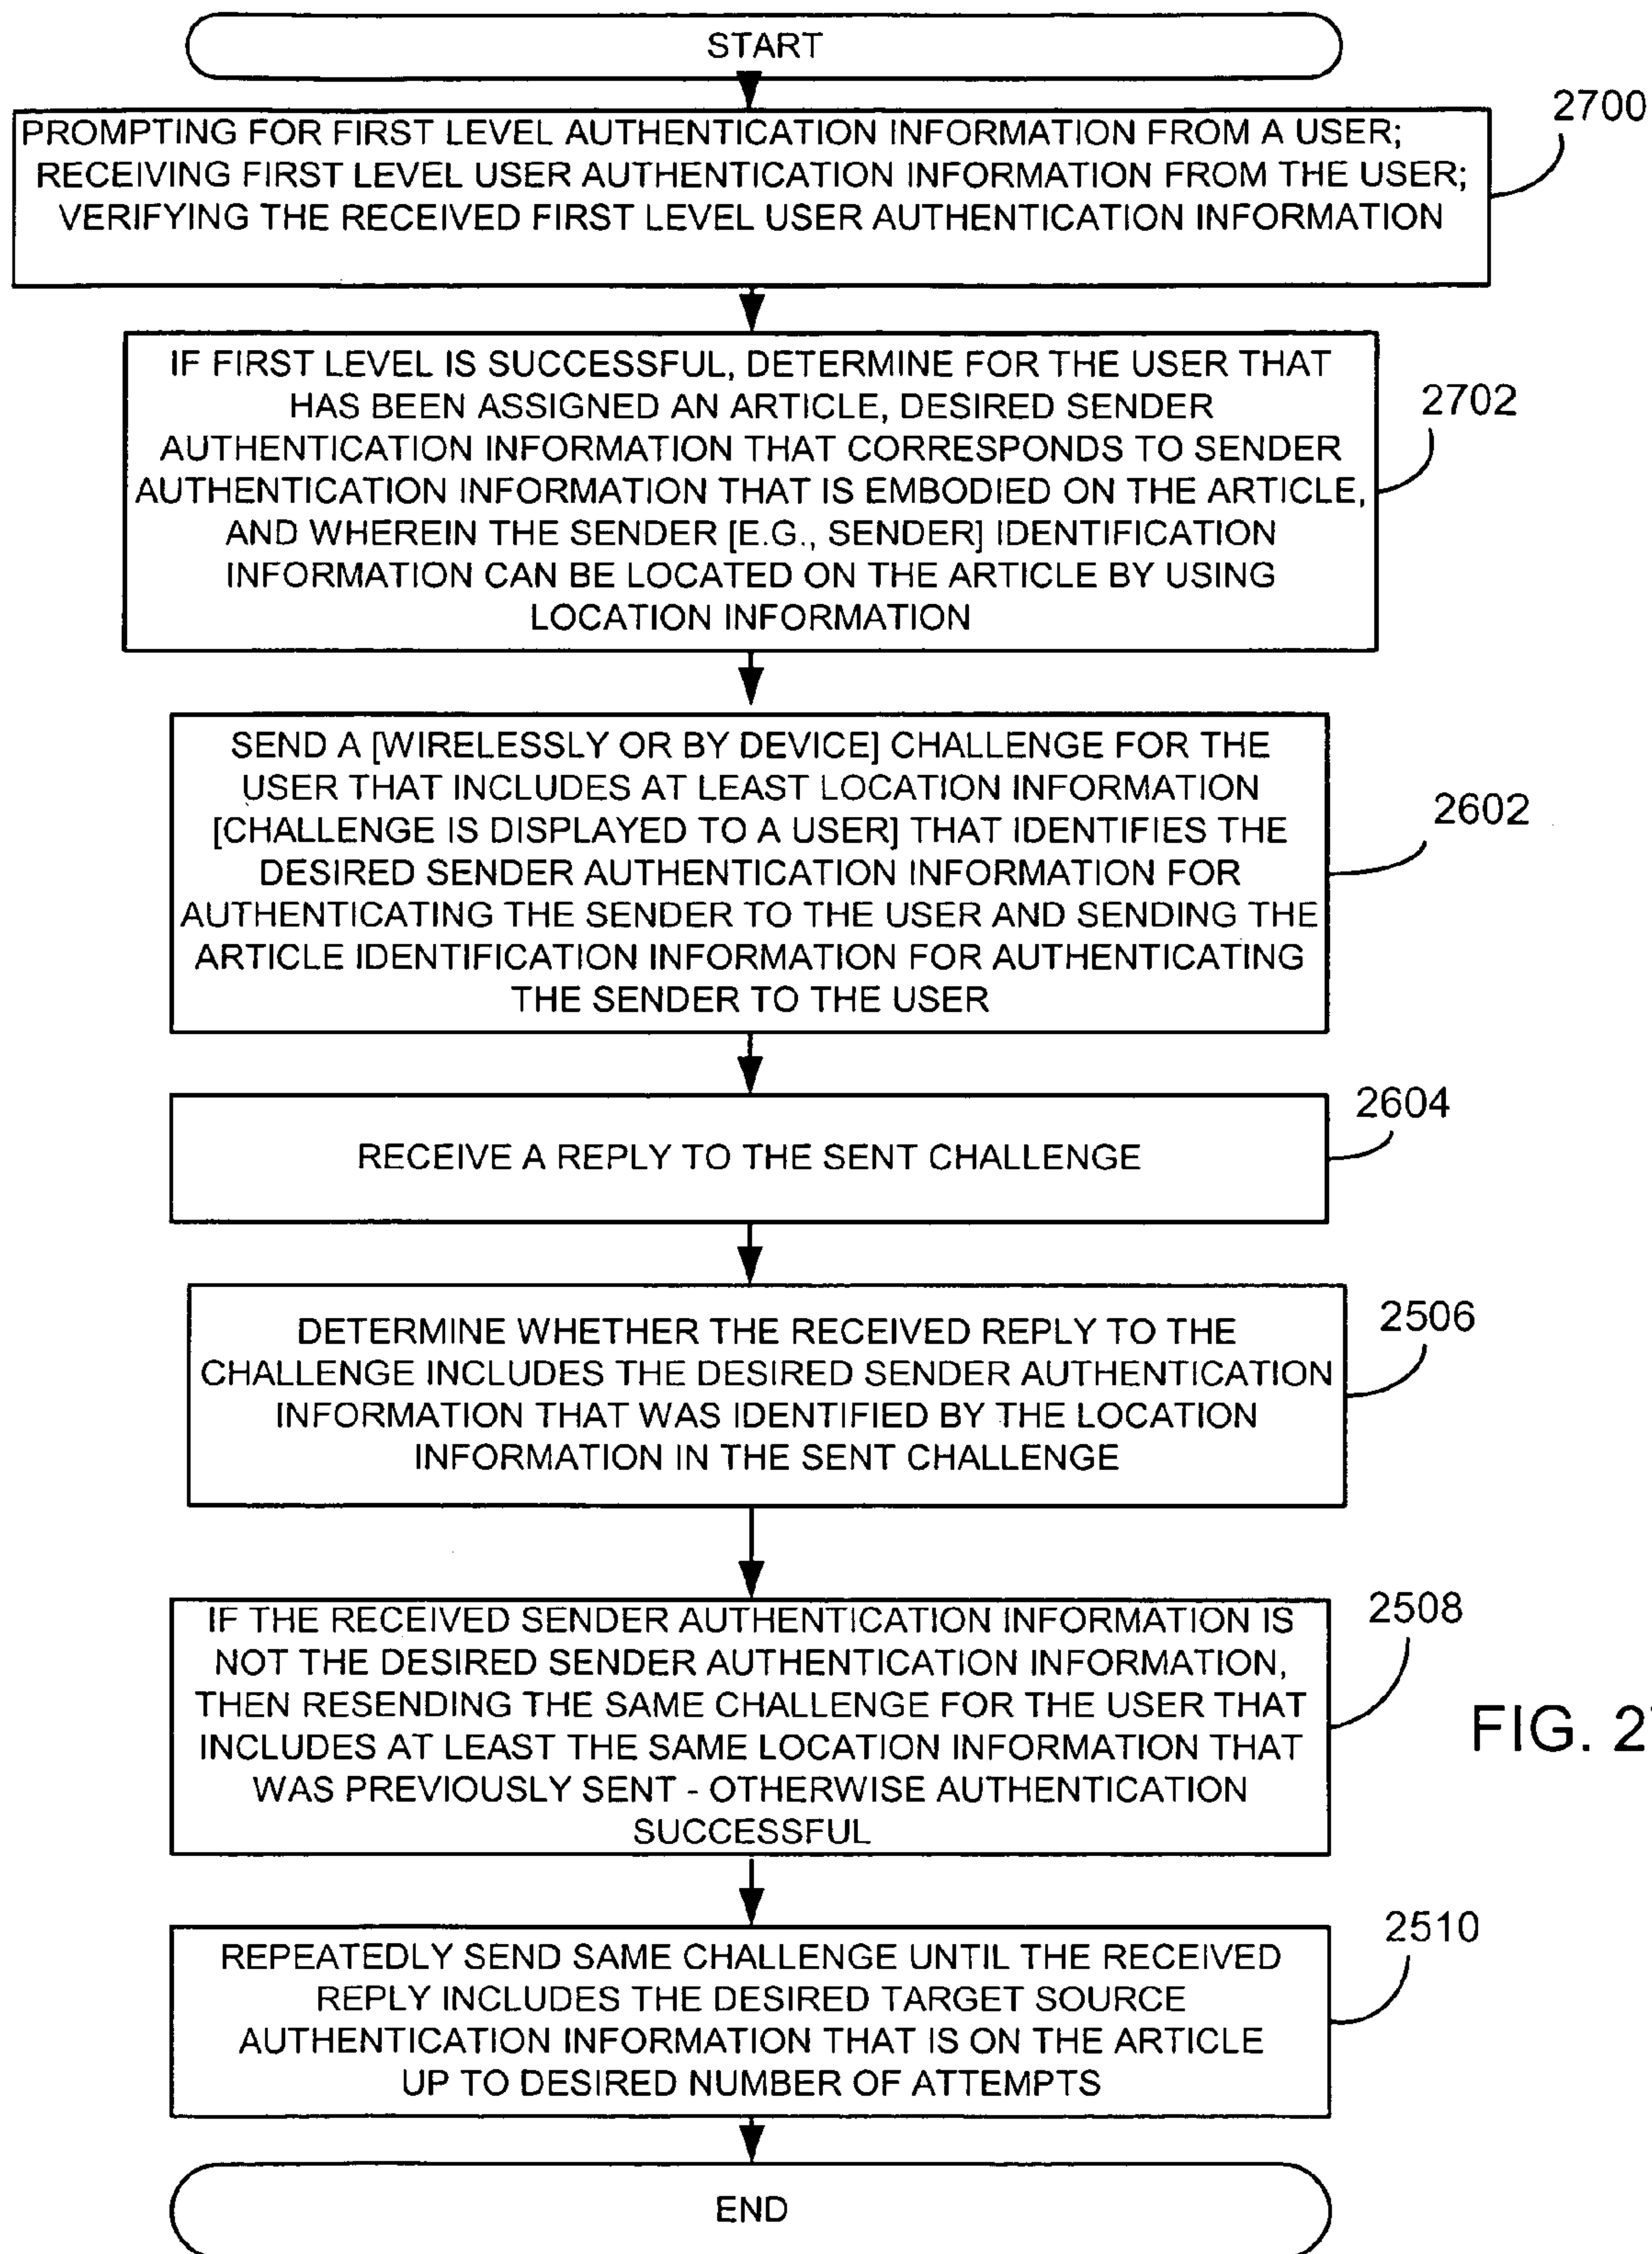 START
2700
PROMPTING FOR FIRST LEVEL AUTHENTICATION INFORMATION FROM A USER;
RECEIVING FIRST LEVEL USER AUTHENTICATION INFORMATION FROM THE USER;
VERIFYING THE RECEIVED FIRST LEVEL USER AUTHENTICATION INFORMATION
IF FIRST LEVEL IS SUCCESSFUL, DETERMINE FOR THE USER THAT
HAS BEEN ASSIGNED AN ARTICLE, DESIRED SENDER
AUTHENTICATION INFORMATION THAT CORRESPONDS TO SENDER
AUTHENTICATION INFORMATION THAT IS EMBODIED ON THE ARTICLE,
AND WHEREIN THE SENDER [E.G., SENDER] IDENTIFICATION
INFORMATION CAN BE LOCATED ON THE ARTICLE BY USING
LOCATION INFORMATION
2702
SEND A [WIRELESSLY OR BY DEVICE] CHALLENGE FOR THE
USER THAT INCLUDES AT LEAST LOCATION INFORMATION
[CHALLENGE IS DISPLAYED TO A USER] THAT IDENTIFIES THE
DESIRED SENDER AUTHENTICATION INFORMATION FOR
AUTHENTICATING THE SENDER TO THE USER AND SENDING THE
ARTICLE IDENTIFICATION INFORMATION FOR AUTHENTICATING
THE SENDER TO THE USER
2602
RECEIVE A REPLY TO THE SENT CHALLENGE
2604
DETERMINE WHETHER THE RECEIVED REPLY TO THE
CHALLENGE INCLUDES THE DESIRED SENDER AUTHENTICATION
INFORMATION THAT WAS IDENTIFIED BY THE LOCATION
INFORMATION IN THE SENT CHALLENGE
2506
IF THE RECEIVED SENDER AUTHENTICATION INFORMATION IS
NOT THE DESIRED SENDER AUTHENTICATION INFORMATION,
THEN RESENDING THE SAME CHALLENGE FOR THE USER THAT
INCLUDES AT LEAST THE SAME LOCATION INFORMATION THAT
WAS PREVIOUSLY SENT - OTHERWISE AUTHENTICATION
SUCCESSFUL
2508
FIG. 2
REPEATEDLY SEND SAME CHALLENGE UNTIL THE RECEIVED
REPLY INCLUDES THE DESIRED TARGET SOURCE
AUTHENTICATION INFORMATION THAT IS ON THE ARTICLE
UP TO DESIRED NUMBER OF ATTEMPTS
2510
END